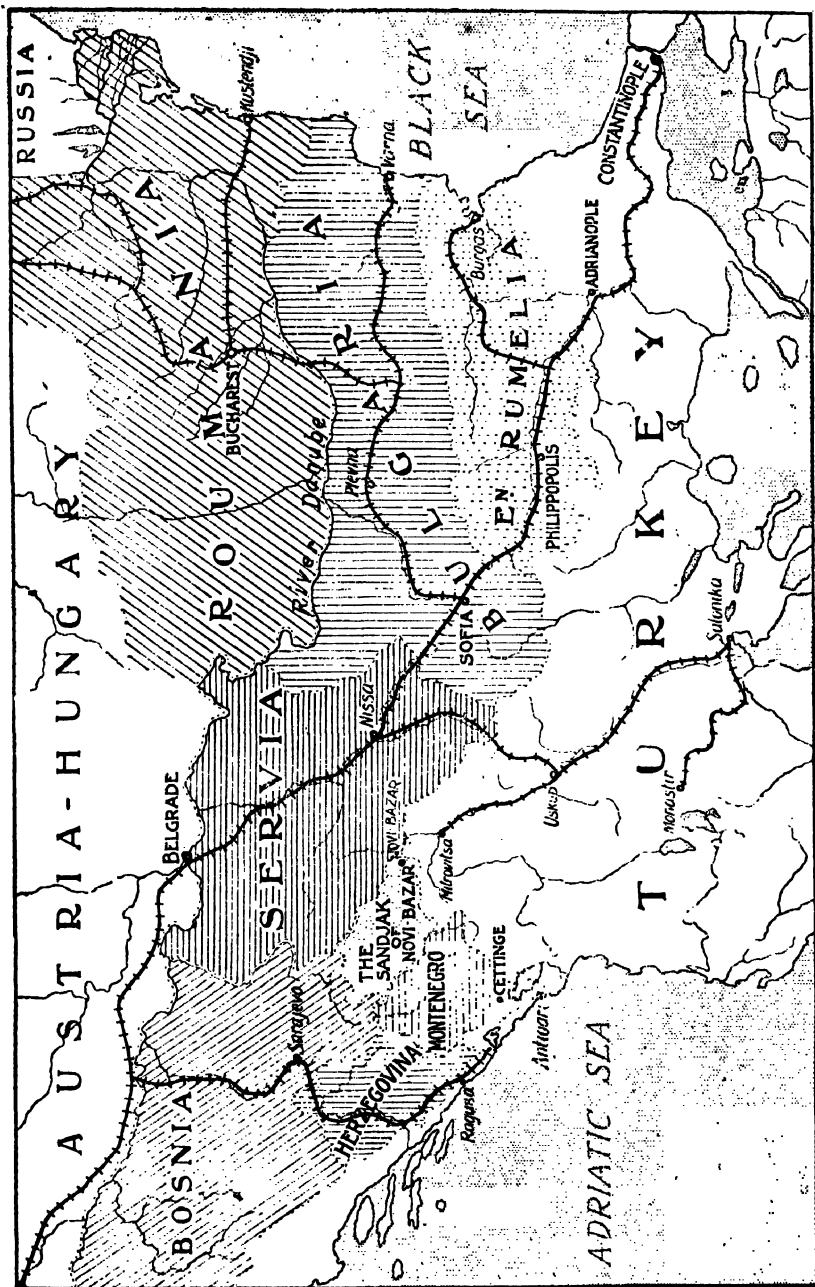 RUSSIA
AUSTRIA-HUNGARY
ROUMANIA
BUCHAREST
Kustendji
River Danube
BLACK
SEA
BELGRADE
SERVIA
BOSNIA
Sarajevo
Nissa
Plevna
Varna
BULGARIA
SOFIA
Burgas
EN RUMELIA
PHILIPPOPOLIS
ADRIANOPLE
CONSTANTINOPLE
THE
SANDJAK
OF
NOVI-BAZAR
NOVI BAZAR
HERZEGOVINA
MONTENEGRO
CETTINGE
Ragusa
Antivari
Mitrovitsa
Uskub
Monastir
Salonika
TURKEY
ADRIATIC SEA